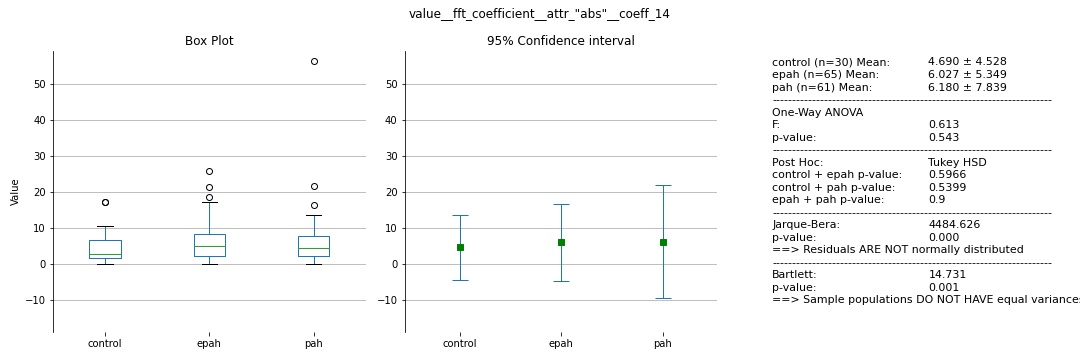 value__fft_coefficient__attr_"abs"__coeff_14
Box Plot
95% Confidence interval
Value
50
40
30
20
10
0
−10
control
epah
pah
50
40
30
20
10
0
−10
control
epah
pah
control (n=30) Mean: 4.690 ± 4.528
epah (n=65) Mean: 6.027 ± 5.349
pah (n=61) Mean: 6.180 ± 7.839
One-Way ANOVA
F: 0.613
p-value: 0.543
Post Hoc: Tukey HSD
control + epah p-value: 0.5966
control + pah p-value: 0.5399
epah + pah p-value: 0.9
Jarque-Bera: 4484.626
p-value: 0.000
==> Residuals ARE NOT normally distributed
Bartlett: 14.731
p-value: 0.001
==> Sample populations DO NOT HAVE equal variances